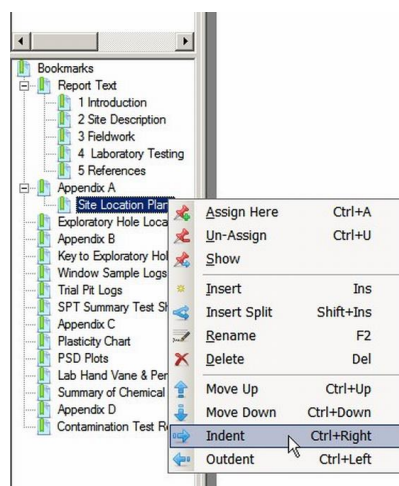 Bookmarks
Report Text
1 Introduction
2 Site Description
3 Fieldwork
4 Laboratory Testing
5 References
Appendix A
Site Location Plan
Exploratory Hole Loca
Appendix B
Key to Exploratory Hol
Window Sample Logs
Trial Pit Logs
SPT Summary Test Sh
Appendix C
Plasticity Chart
PSD Plots
Lab Hand Vane & Per
Summary of Chemical
Appendix D
Contamination Test R
Assign Here Ctrl+A
Un-Assign Ctrl+U
Show
Insert Ins
Insert Split Shift+Ins
Rename F2
Delete Del
Move Up Ctrl+Up
Move Down Ctrl+Down
Indent Ctrl+Right
Outdent Ctrl+Left